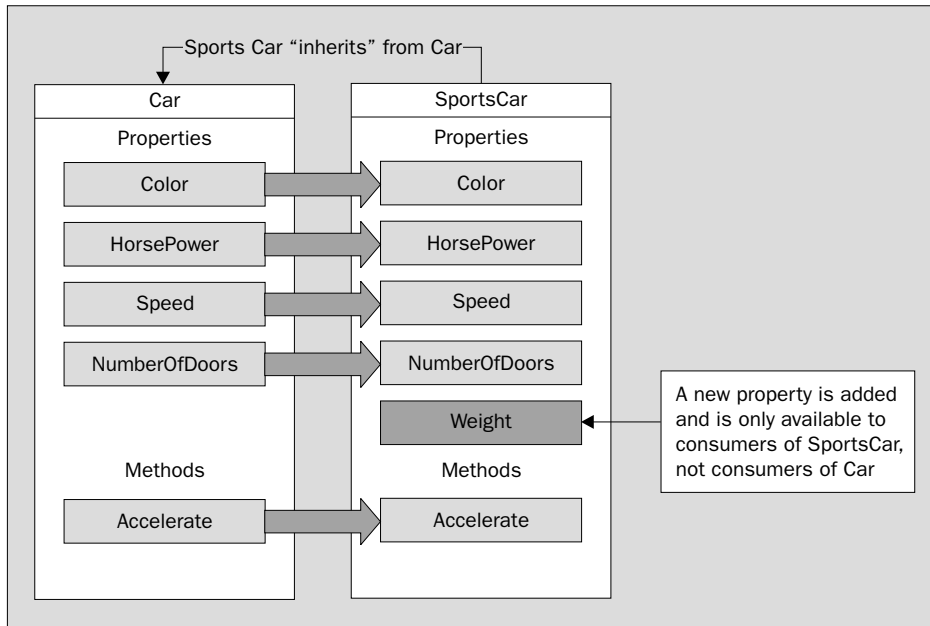 Sports Car “inherits” from Car
Car
Properties
Color
HorsePower
Speed
NumberOfDoors
Methods
Accelerate
SportsCar
Properties
Color
HorsePower
Speed
NumberOfDoors
Weight
Methods
Accelerate
A new property is added
and is only available to
consumers of SportsCar,
not consumers of Car